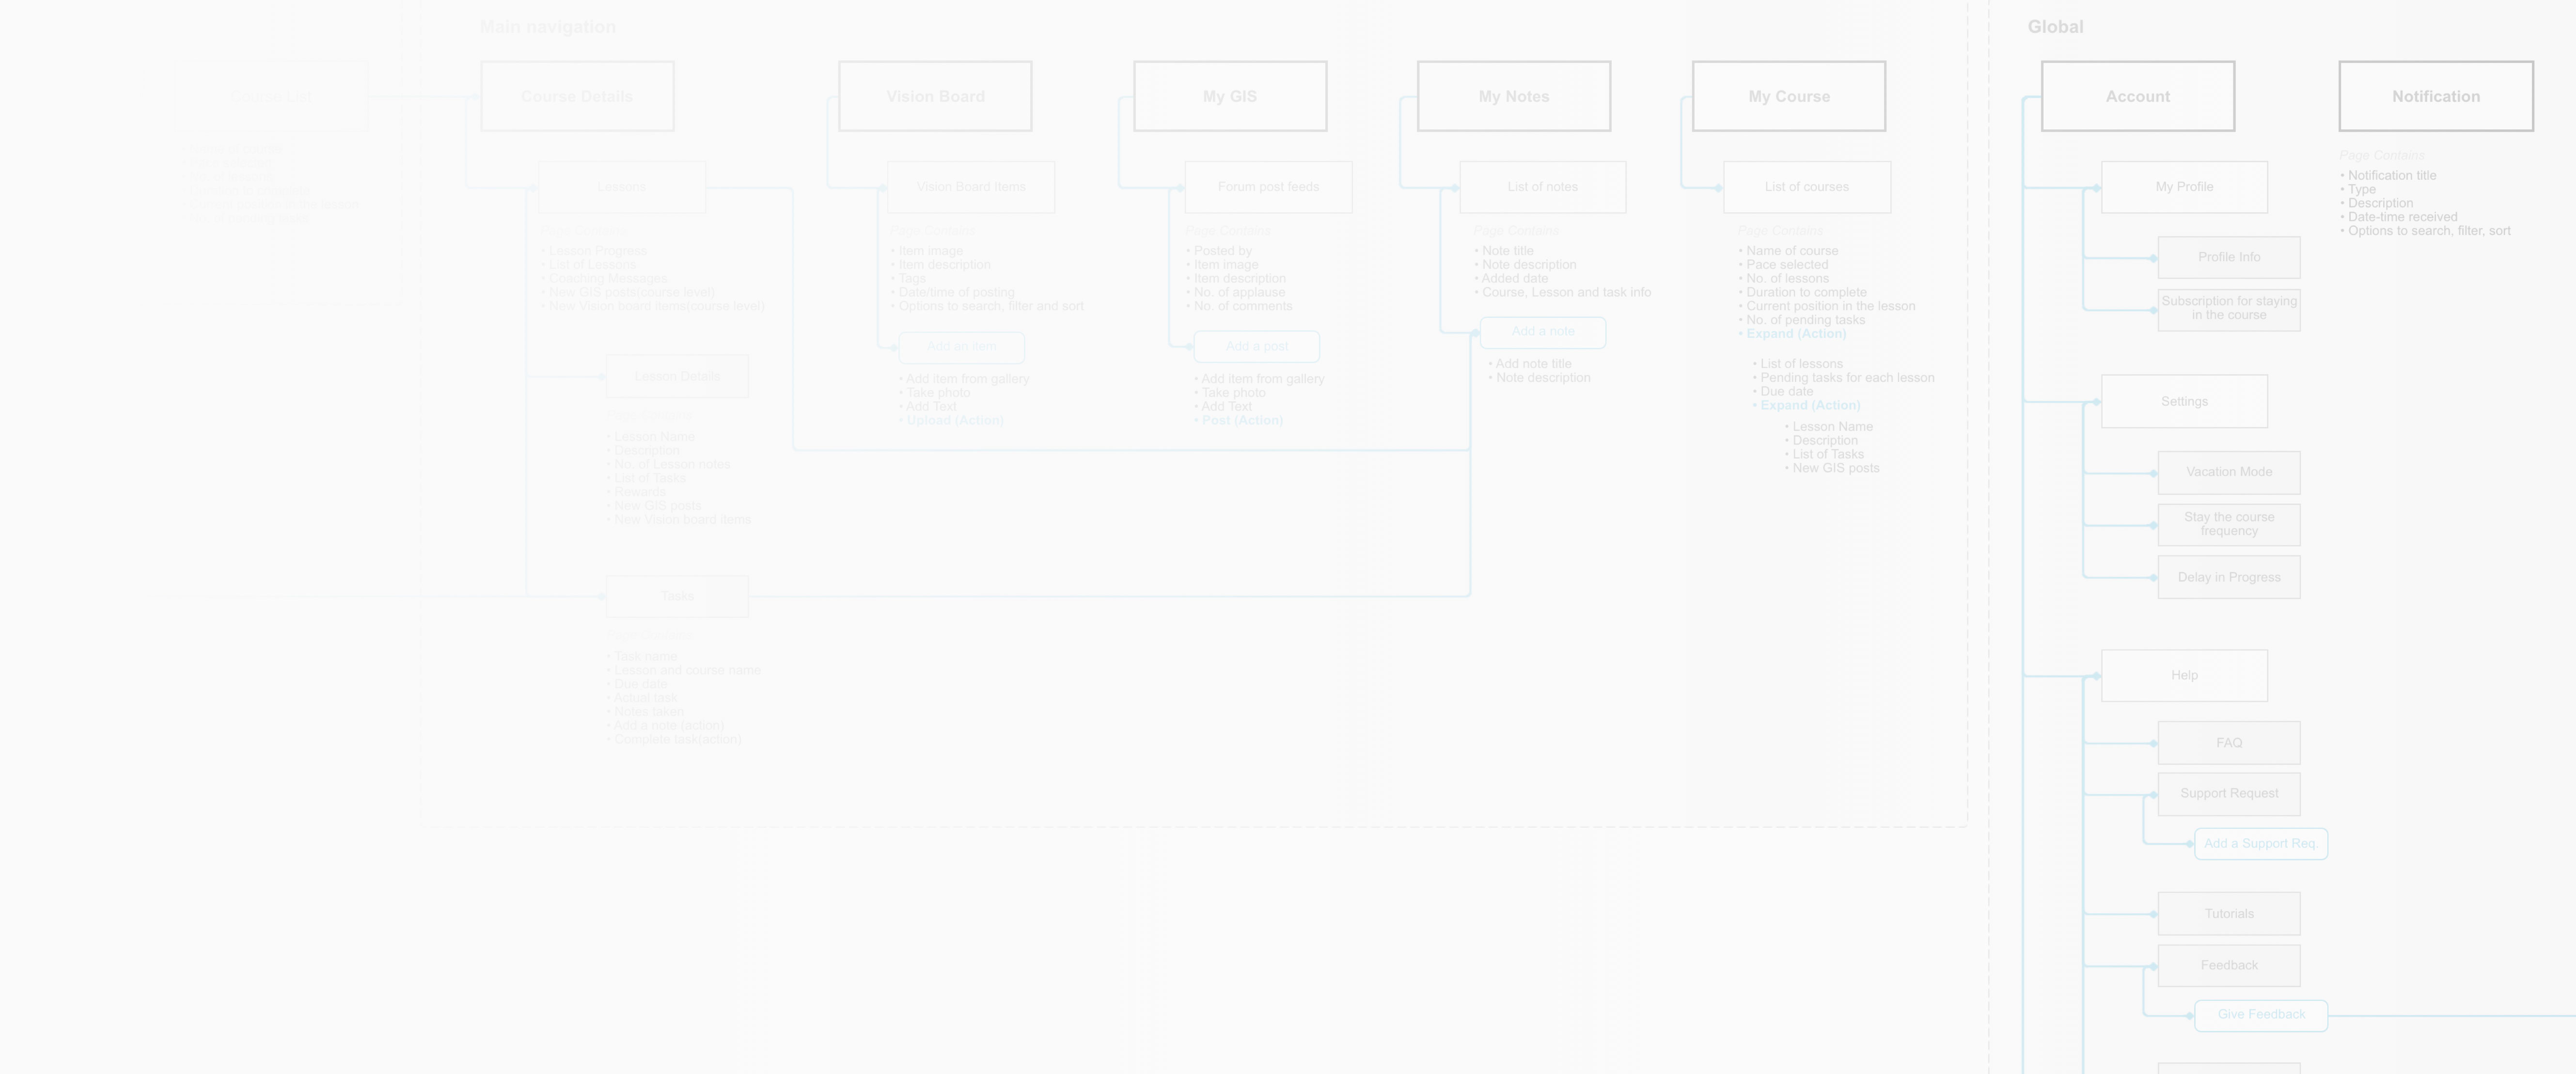 Main navigation
Global
Course List
Course Details
Vision Board
My GIS
My Notes
My Course
Account
Notification
Lessons
Page Contains
• Lesson Progress
• List of Lessons
• Coaching Messages
• New GIS posts(course level)
• New Vision board items(course level)
Lesson Details
• Lesson Name
• Description
• No. of Lesson notes
• List of Tasks
• Rewards
• New GIS posts
• New Vision board items
Tasks
• Task name
• Lesson and course name
• Due date
• Actual task
• Notes taken
• Add a note (action)
• Complete task(action)
Vision Board Items
Page Contains
• Item image
• Item description
• Tags
• Date/time of posting
• Options to search, filter and sort
Add an item
• Add item from gallery
• Take photo
• Add Text
• Upload (Action)
Forum post feeds
Page Contains
• Posted by
• Item image
• Item description
• No. of applause
• No. of comments
Add a post
• Add item from gallery
• Take photo
• Add Text
• Post (Action)
List of notes
Page Contains
• Note title
• Note description
• Added date
• Course, Lesson and task info
Add a note
• Add note title
• Note description
List of courses
Page Contains
• Name of course
• Pace selected
• No. of lessons
• Duration to complete
• Current position in the lesson
• No. of pending tasks
• Expand (Action)
• List of lessons
• Pending tasks for each lesson
• Due date
• Expand (Action)
• Lesson Name
• Description
• List of Tasks
• New GIS posts
My Profile
Profile Info
Subscription for staying
in the course
Settings
Vacation Mode
Stay the course
frequency
Delay in Progress
Help
FAQ
Support Request
Add a Support Req.
Tutorials
Feedback
Give Feedback
Page Contains
• Notification title
• Type
• Description
• Date-time received
• Options to search, filter, sort